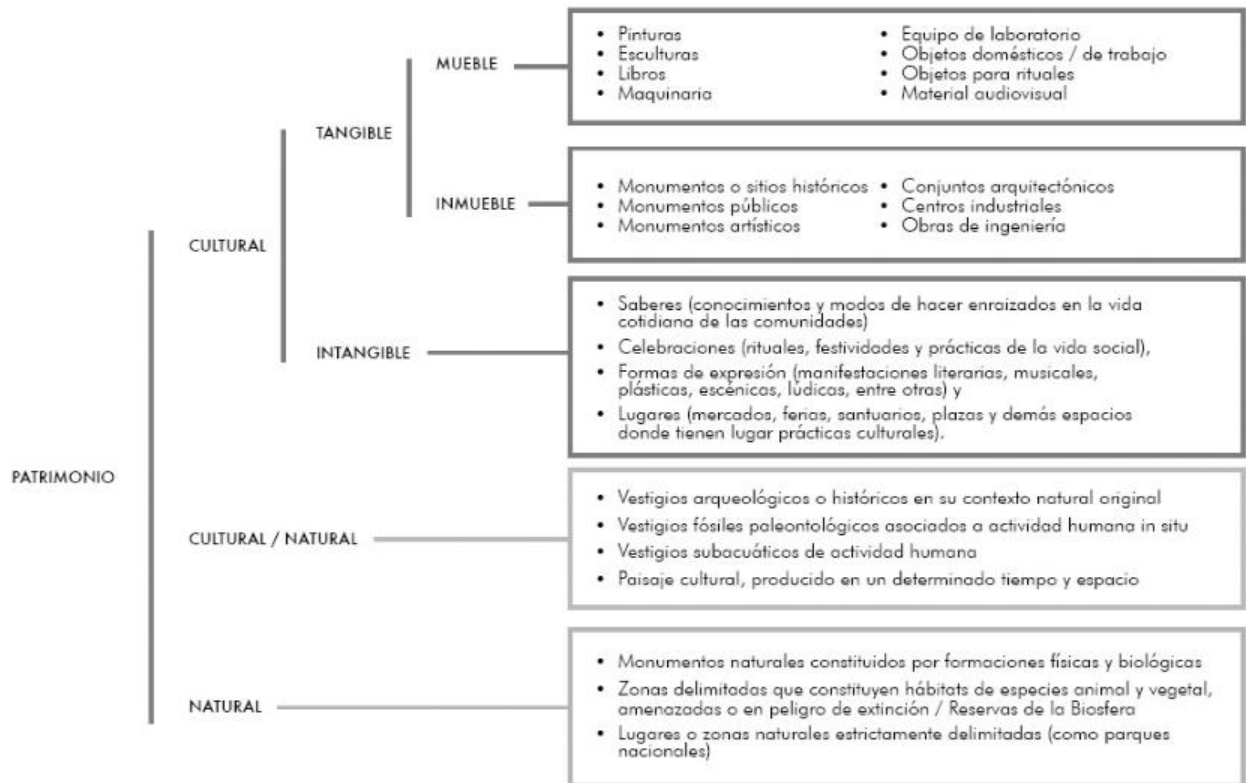 PATRIMONIO
CULTURAL
TANGIBLE
MUEBLE
• Pinturas
• Esculturas
• Libros
• Maquinaria
• Equipo de laboratorio
• Objetos domésticos / de trabajo
• Objetos para rituales
• Material audiovisual
INMUEBLE
• Monumentos o sitios históricos
• Monumentos públicos
• Monumentos artísticos
• Conjuntos arquitectónicos
• Centros industriales
• Obras de ingeniería
INTANGIBLE
• Saberes (conocimientos y modos de hacer enraizados en la vida
cotidiana de las comunidades)
• Celebraciones (rituales, festividades y prácticas de la vida social),
• Formas de expresión (manifestaciones literarias, musicales,
plásticas, escénicas, lúdicas, entre otras) y
• Lugares (mercados, ferias, santuarios, plazas y demás espacios
donde tienen lugar prácticas culturales).
CULTURAL / NATURAL
• Vestigios arqueológicos o históricos en su contexto natural original
• Vestigios fósiles paleontológicos asociados a actividad humana in situ
• Vestigios subacuáticos de actividad humana
• Paisaje cultural, producido en un determinado tiempo y espacio
NATURAL
• Monumentos naturales constituidos por formaciones físicas y biológicas
• Zonas delimitadas que constituyen hábitats de especies animal y vegetal,
amenazadas o en peligro de extinción / Reservas de la Biosfera
• Lugares o zonas naturales estrictamente delimitadas (como parques
nacionales)